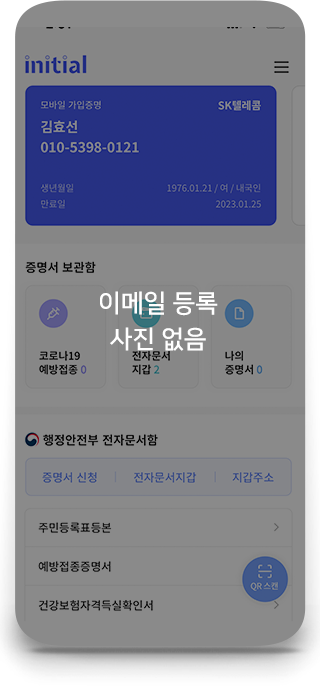 initial
모바일 가입증명 SK텔레콤
김효선
010-5398-0121
생년월일 1976.01.21 / 여 / 내국인
만료일 2023.01.25
증명서 보관함
이메일 등록
사진 없음
코로나19 전자문서 나의
예방접종 0 지갑 2 증명서 0
행정안전부 전자문서함
증명서 신청 전자문서지갑 지갑주소
주민등록표등본
예방접종증명서
QR 스캔
건강보험자격득실확인서